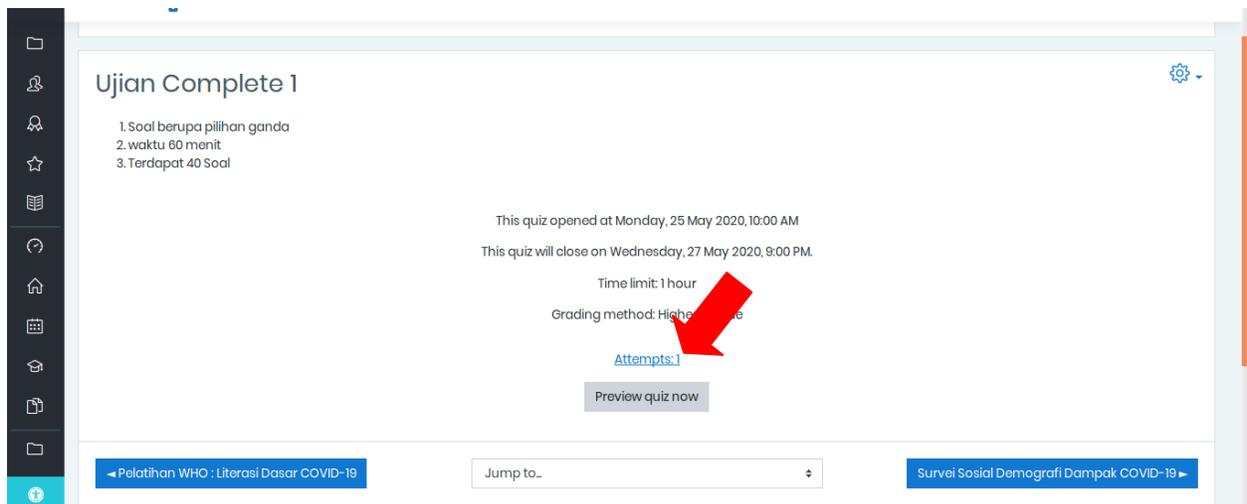 Ujian Complete 1
1. Soal berupa pilihan ganda
2. waktu 60 menit
3. Terdapat 40 Soal
This quiz opened at Monday, 25 May 2020, 10:00 AM
This quiz will close on Wednesday, 27 May 2020, 9:00 PM.
Time limit: 1 hour
Grading method:
Attempts: 1
Preview quiz now
◄ Pelatihan WHO : Literasi Dasar COVID-19
Jump to...
Survei Sosial Demografi Dampak COVID-19 ►